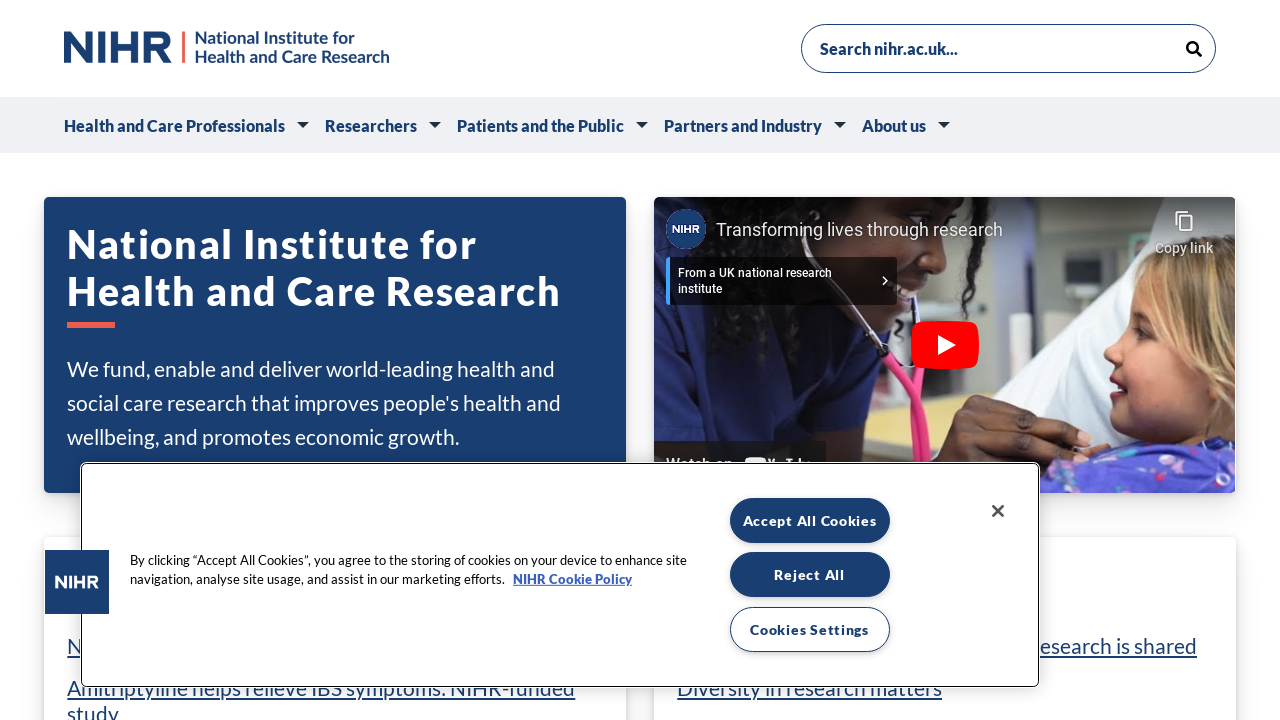 NIHR | National Institute for
Health and Care Research
Search nihr.ac.uk...
Health and Care Professionals
Researchers
Patients and the Public
Partners and Industry
About us
National Institute for
Health and Care Research
We fund, enable and deliver world-leading health and
social care research that improves people's health and
wellbeing, and promotes economic growth.
NIHR
Transforming lives through research
Copy link
From a UK national research
institute
Watch on YouTube
NIHR
By clicking “Accept All Cookies”, you agree to the storing of cookies on your device to enhance site
navigation, analyse site usage, and assist in our marketing efforts. NIHR Cookie Policy
Accept All Cookies
Reject All
Cookies Settings
esearch is shared
Amitriptyline helps relieve IBS symptoms: NIHR-funded
study
Diversity in research matters